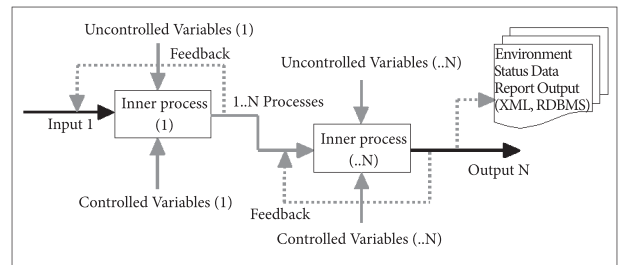 Uncontrolled Variables (1)
Feedback
Input 1
Inner process
(1)
1..N Processes
Controlled Variables (1)
Uncontrolled Variables (..N)
Inner process
(..N)
Feedback
Controlled Variables (..N)
Output N
Environment
Status Data
Report Output
(XML, RDBMS)